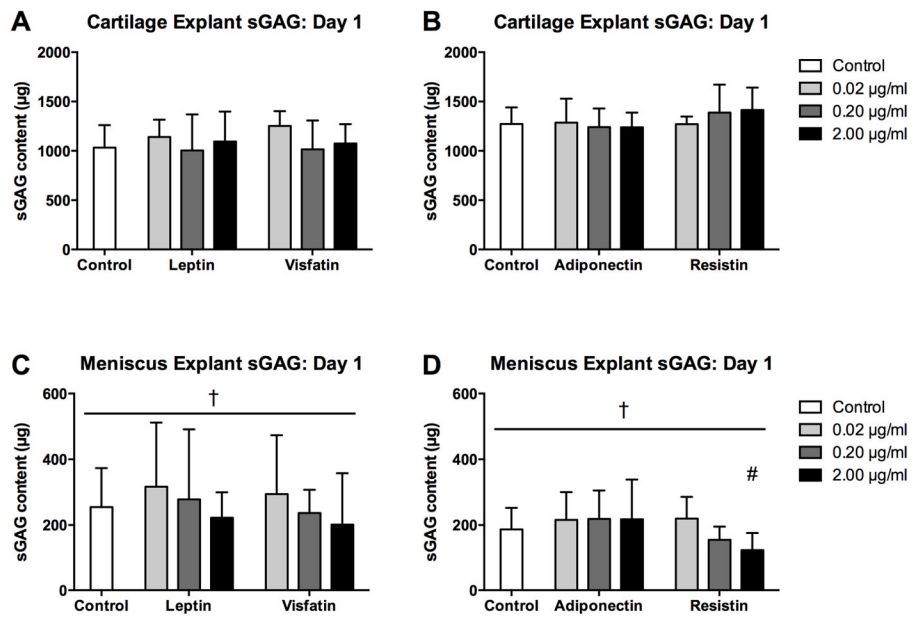 A
Cartilage Explant sGAG: Day 1
sGAG content (µg)
2000
1500
1000
500
0
Control
Leptin
Visfatin
B
Cartilage Explant sGAG: Day 1
sGAG content (µg)
2000
1500
1000
500
0
Control
Adiponectin
Resistin
Control
0.02 µg/ml
0.20 µg/ml
2.00 µg/ml
C
Meniscus Explant sGAG: Day 1
sGAG content (µg)
600
400
200
0
†
Control
Leptin
Visfatin
D
Meniscus Explant sGAG: Day 1
sGAG content (µg)
600
400
200
0
†
#
Control
Adiponectin
Resistin
Control
0.02 µg/ml
0.20 µg/ml
2.00 µg/ml